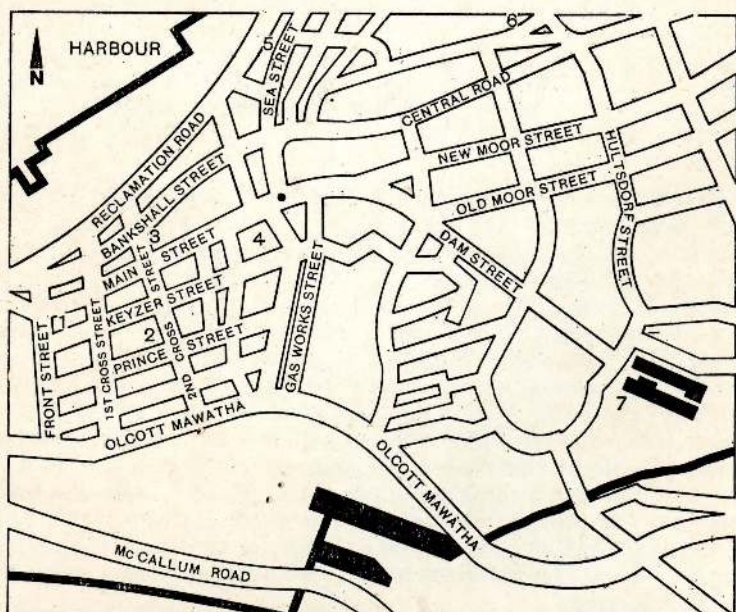 6
5
HARBOUR
N
SEA STREET
CENTRAL ROAD
RECLAMATION ROAD
NEW MOOR STREET
HULTSDORF STREET
BANKSHALL STREET
OLD MOOR STREET
3
MAIN STREET
4
DAM STREET
KEYZER STREET
GAS WORKS STREET
2
PRINCE STREET
FRONT STREET
1ST CROSS STREET
2ND CROSS STREET
7
OLCOTT MAWATHA
OLCOTT MAWATHA
McCALLUM ROAD